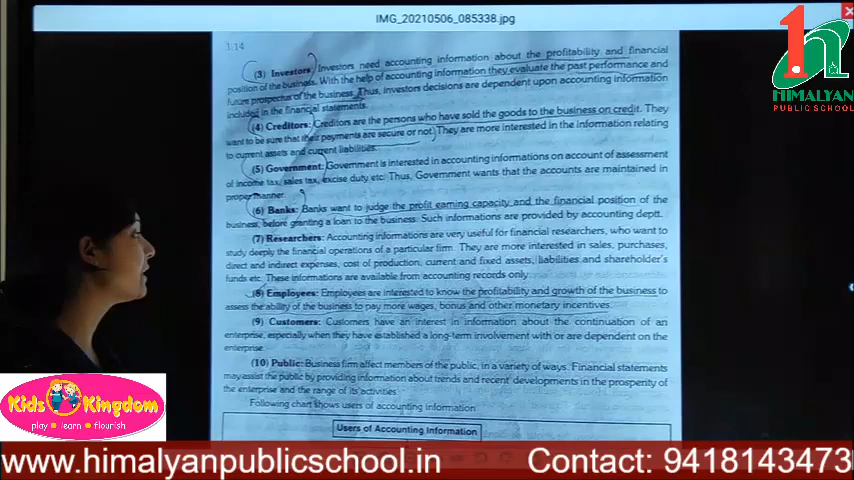 IMG_20210506_085338.jpg
1.14
(3) Investors: Investors need accounting information about the profitability and financial
position of the business. With the help of accounting information they evaluate the past performance and
future prospectus of the business. Thus, investors decisions are dependent upon accounting information
included in the financial statements.
(4) Creditors: Creditors are the persons who have sold the goods to the business on credit. They
want to be sure that their payments are secure or not. They are more interested in the information relating
to current assets and current liabilities.
(5) Government: Government is interested in accounting informations on account of assessment
of income tax, sales tax, excise duty etc. Thus, Government wants that the accounts are maintained in
proper manner.
(6) Banks: Banks want to judge the profit earning capacity and the financial position of the
business, before granting a loan to the business. Such informations are provided by accounting deptt.
(7) Researchers: Accounting informations are very useful for financial researchers, who want to
study deeply the financial operations of a particular firm. They are more interested in sales, purchases,
direct and indirect expenses, cost of production, current and fixed assets, liabilities and shareholder's
funds etc. These informations are available from accounting records only.
(8) Employees: Employees are interested to know the profitability and growth of the business to
assess the ability of the business to pay more wages, bonus and other monetary incentives.
(9) Customers: Customers have an interest in information about the continuation of an
enterprise, especially when they have established a long-term involvement with or are dependent on the
enterprise.
(10) Public: Business firm affect members of the public, in a variety of ways. Financial statements
may assist the public by providing information about trends and recent developments in the prosperity of
the enterprise and the range of its activities.
Following chart shows users of accounting information
Users of Accounting Information
HIMALYAN
PUBLIC SCHOOL
Kids Kingdom
play learn flourish
www.himalyanpublicschool.in Contact: 9418143473